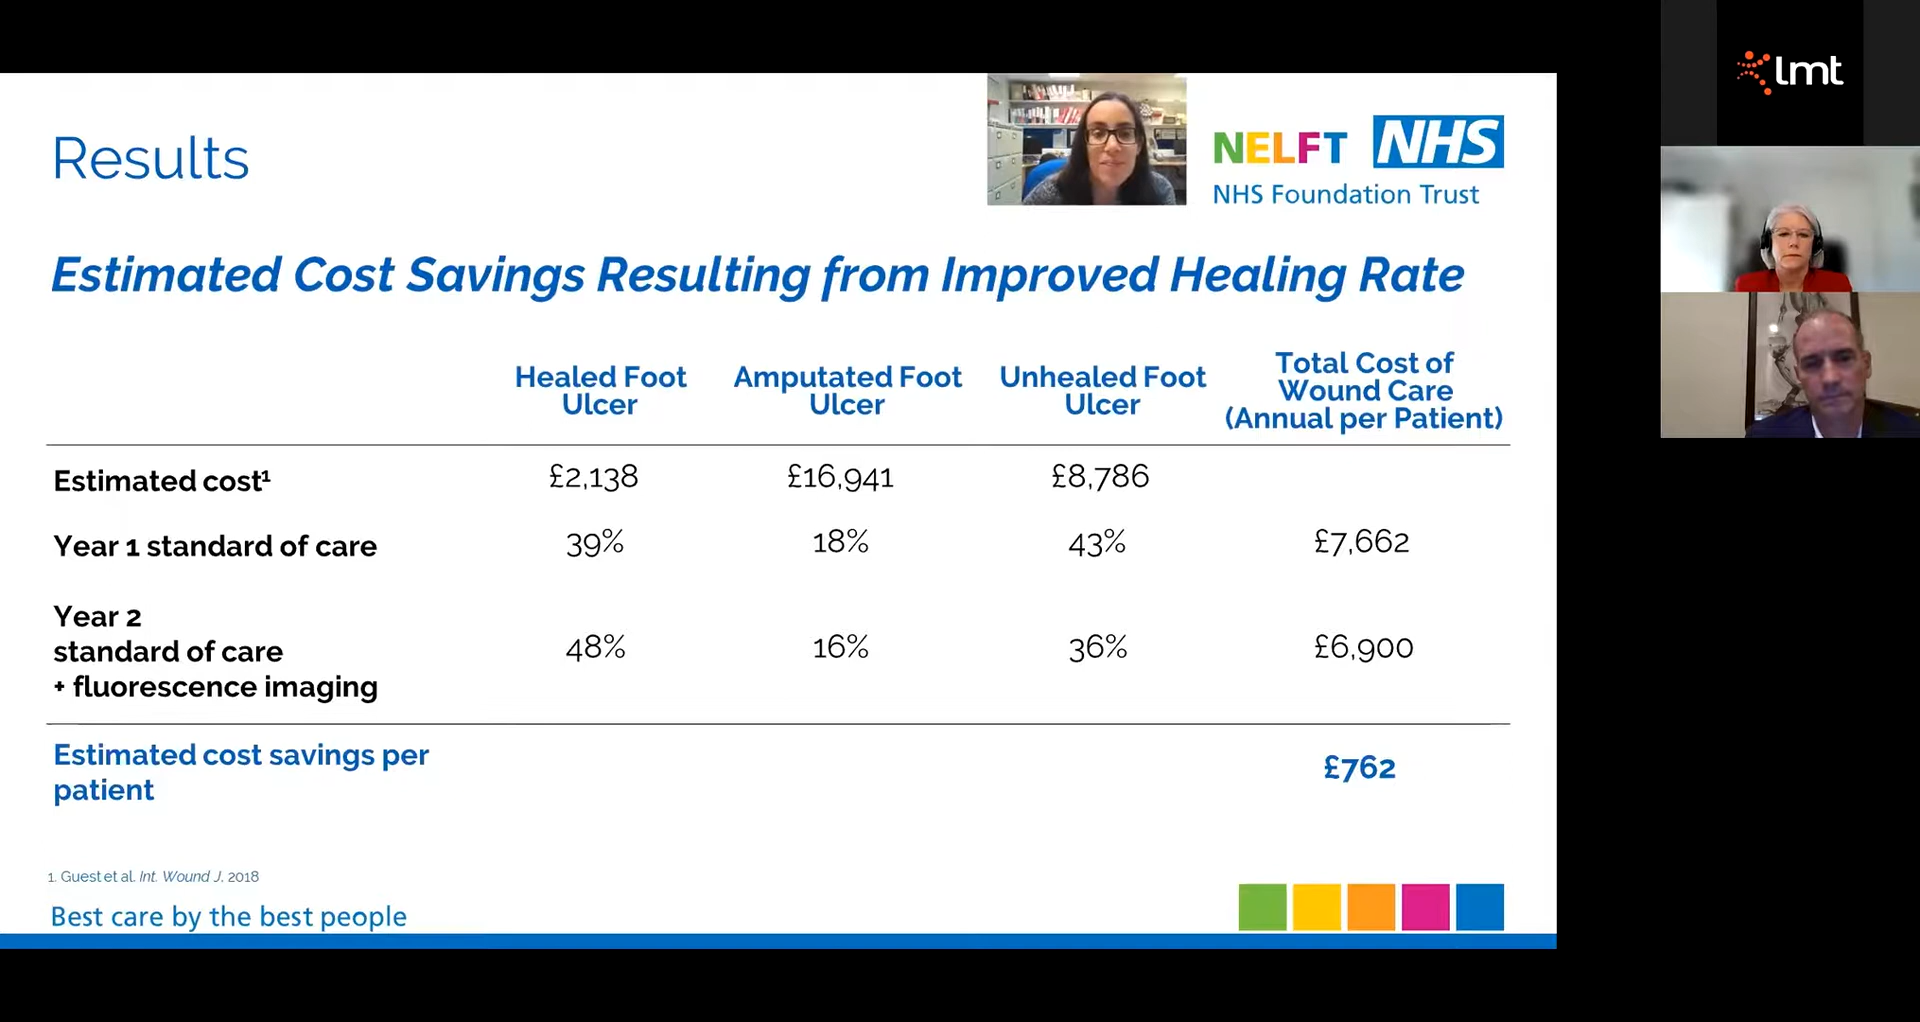 lmt
Results
NELFT NHS
NHS Foundation Trust
Estimated Cost Savings Resulting from Improved Healing Rate
Healed Foot Ulcer
Amputated Foot Ulcer
Unhealed Foot Ulcer
Total Cost of Wound Care (Annual per Patient)
Estimated cost¹ £2,138 £16,941 £8,786
Year 1 standard of care 39% 18% 43% £7,662
Year 2
standard of care 48% 16% 36% £6,900
+ fluorescence imaging
Estimated cost savings per
patient
£762
1. Guest et al. Int. Wound J, 2018
Best care by the best people